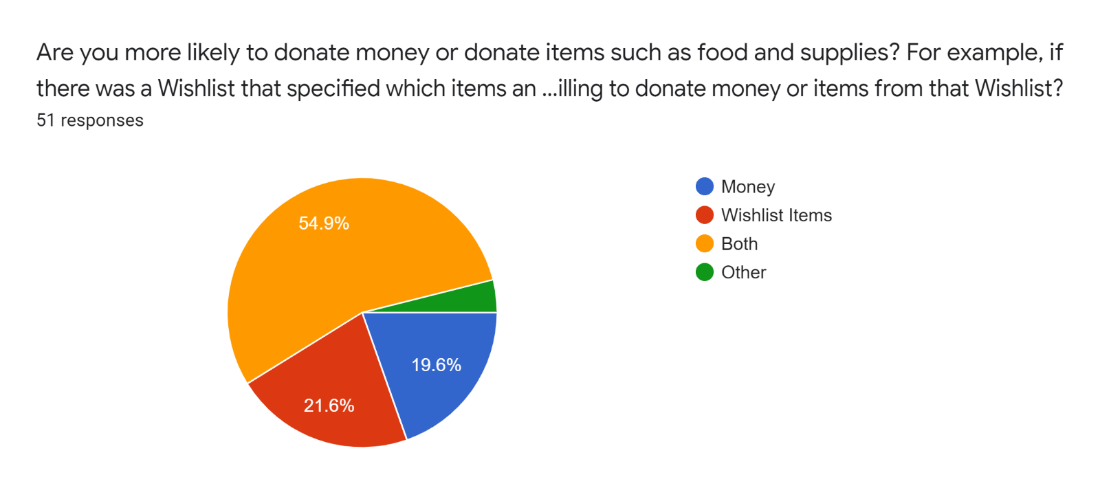 Are you more likely to donate money or donate items such as food and supplies? For example, if
there was a Wishlist that specified which items an ...illing to donate money or items from that Wishlist?
51 responses
54.9%
19.6%
21.6%
Money
Wishlist Items
Both
Other